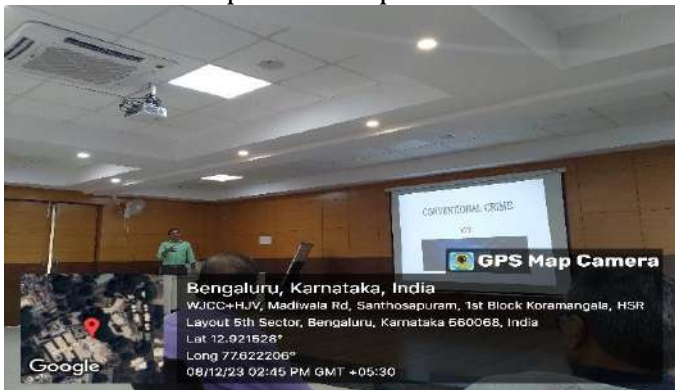 CONVENTIONAL CRIME
GPS Map Camera
Bengaluru, Karnataka, India
WJCC+HJV, Madiwala Rd, Santhosapuram, 1st Block Koramangala, HSR
Layout 5th Sector, Bengaluru, Karnataka 560068, India
Lat 12.921528°
Long 77.622206°
08/12/23 02:45 PM GMT +05:30
Google